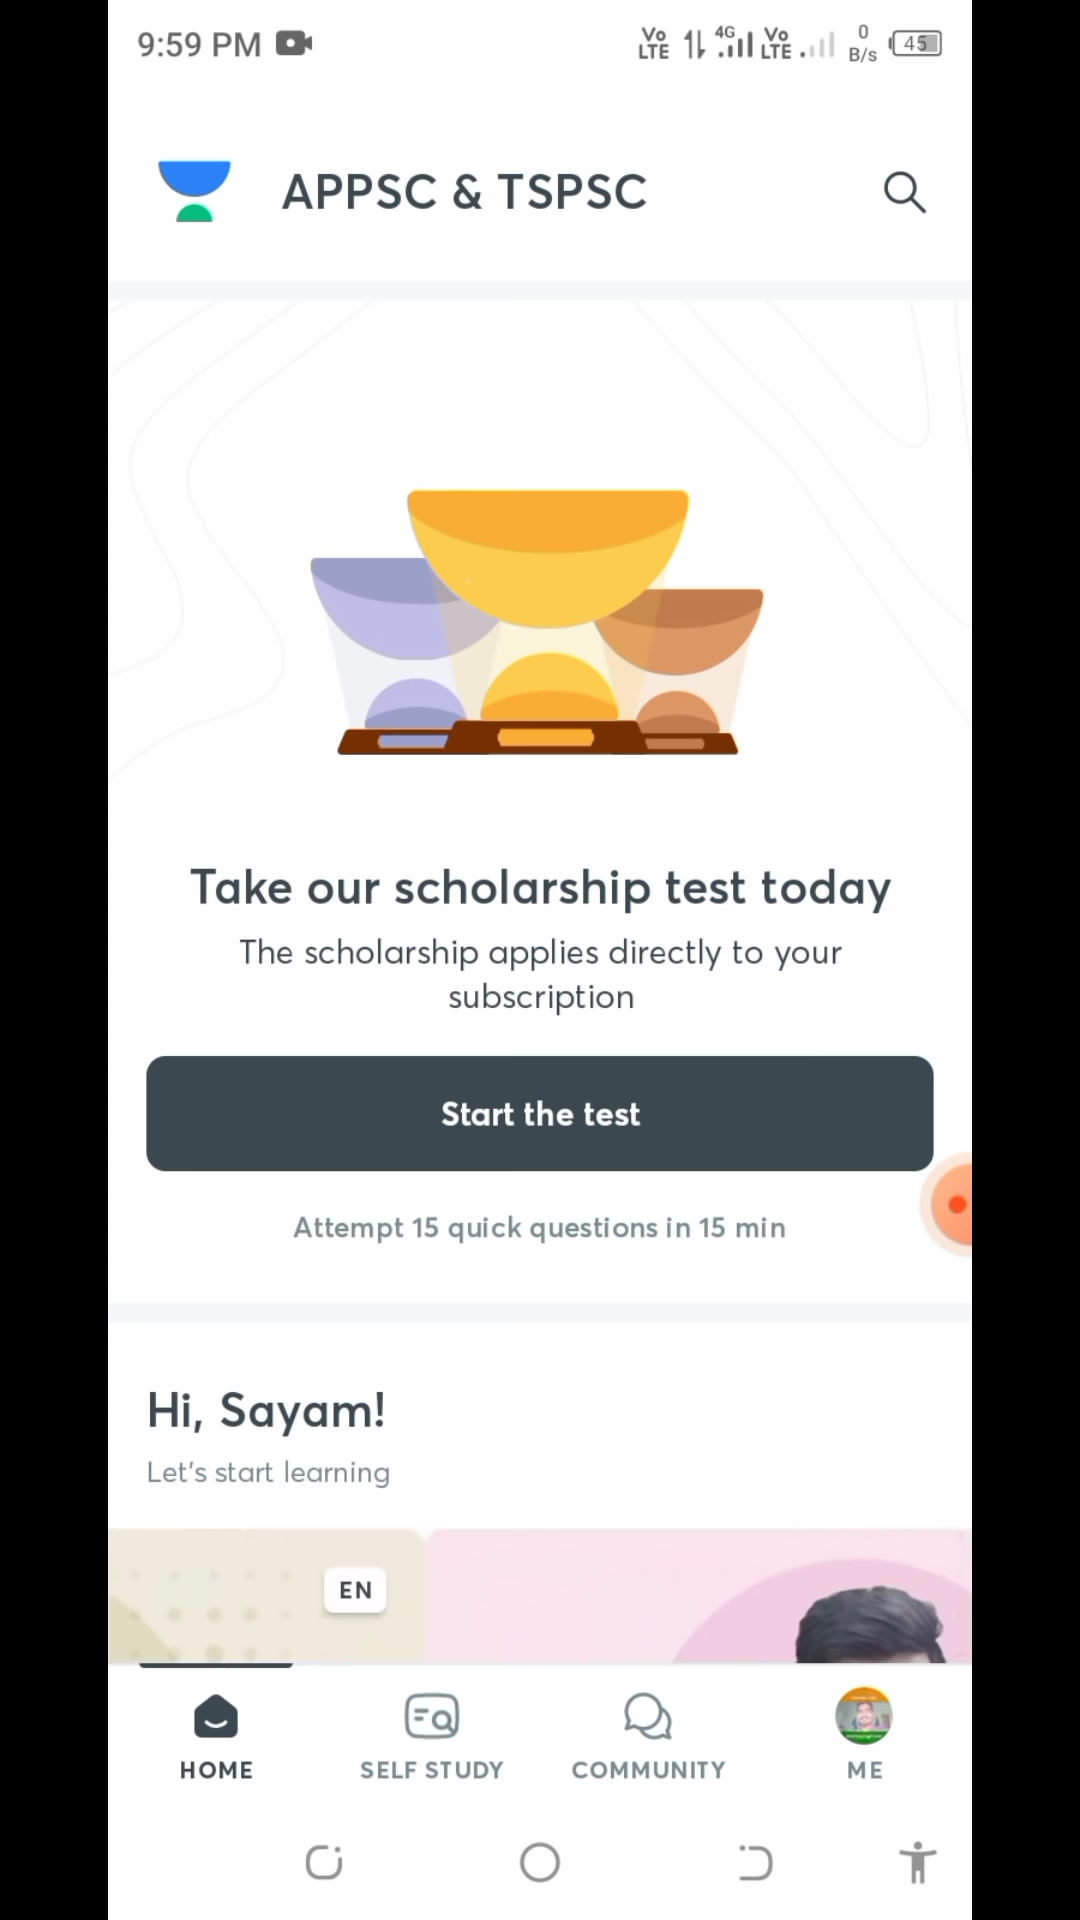 9:59 PM
Vo LTE 4G Vo LTE 0 B/s 45
APPSC & TSPSC
Take our scholarship test today
The scholarship applies directly to your
subscription
Start the test
Attempt 15 quick questions in 15 min
Hi, Sayam!
Let's start learning
EN
HOME SELF STUDY COMMUNITY ME